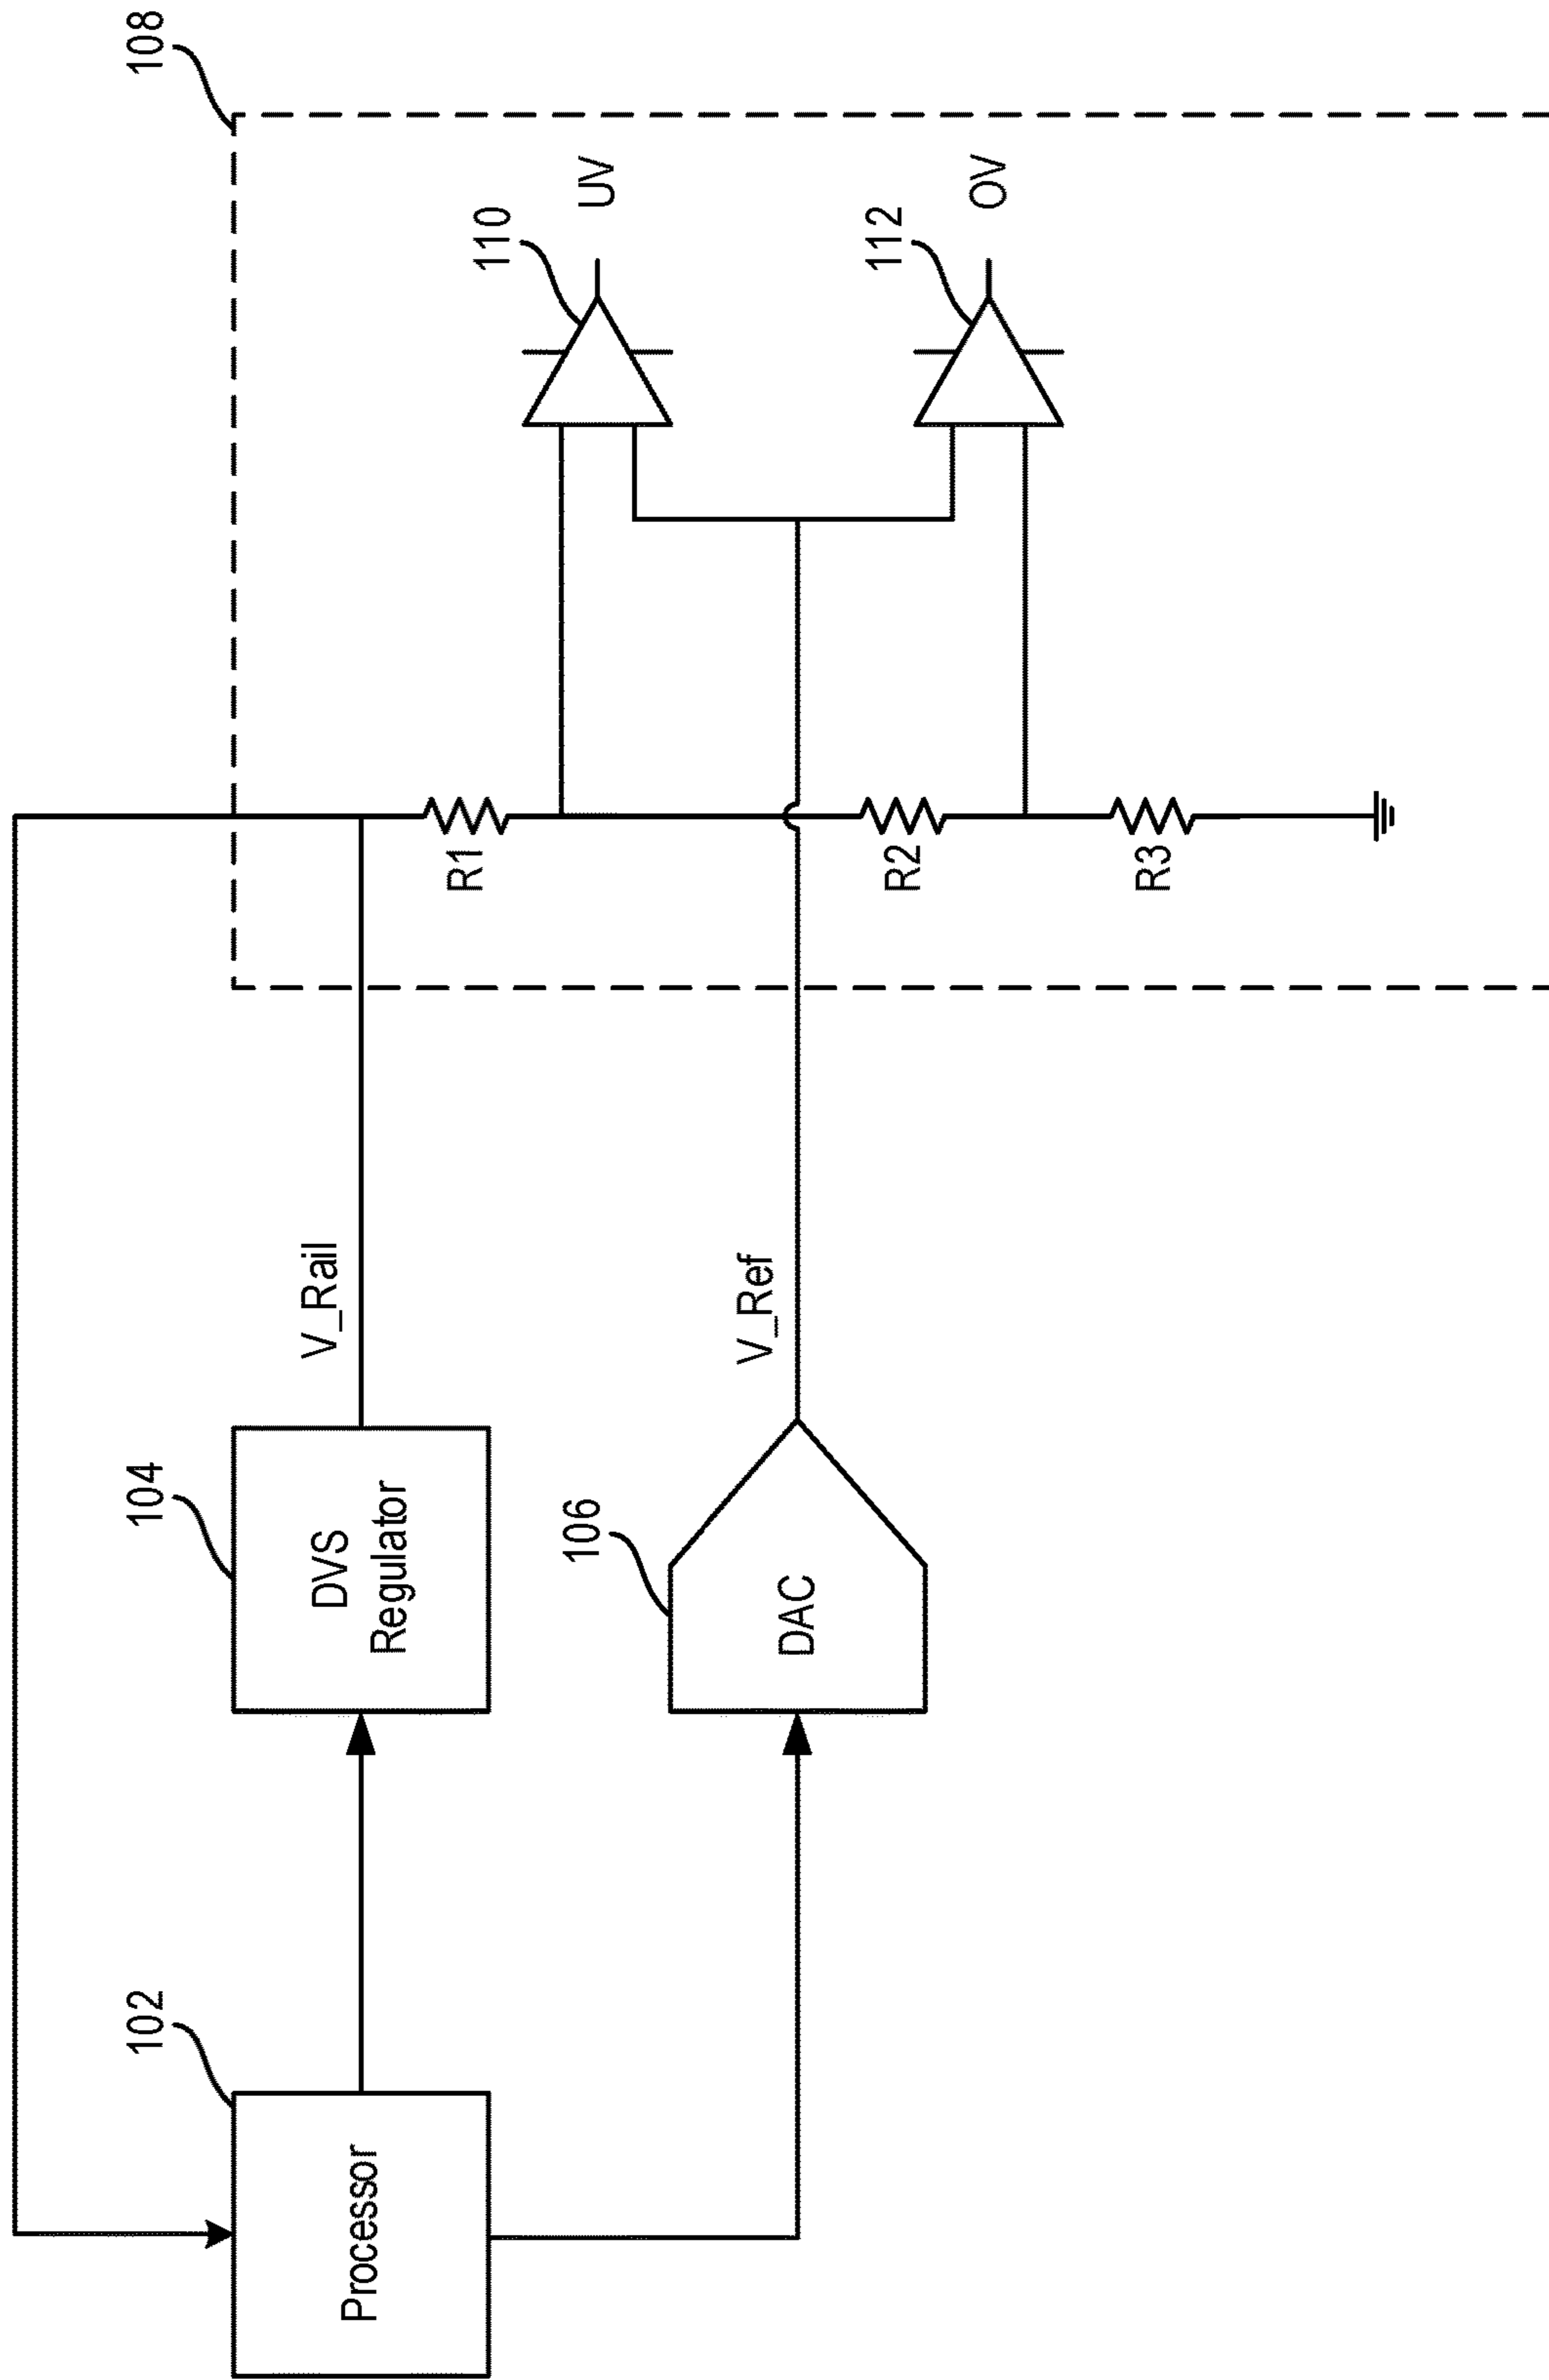 108
102
104
Processor
DVS
Regulator
V_Rail
110
UV
R1
106
DAC
V_Ref
112
OV
R2
R3